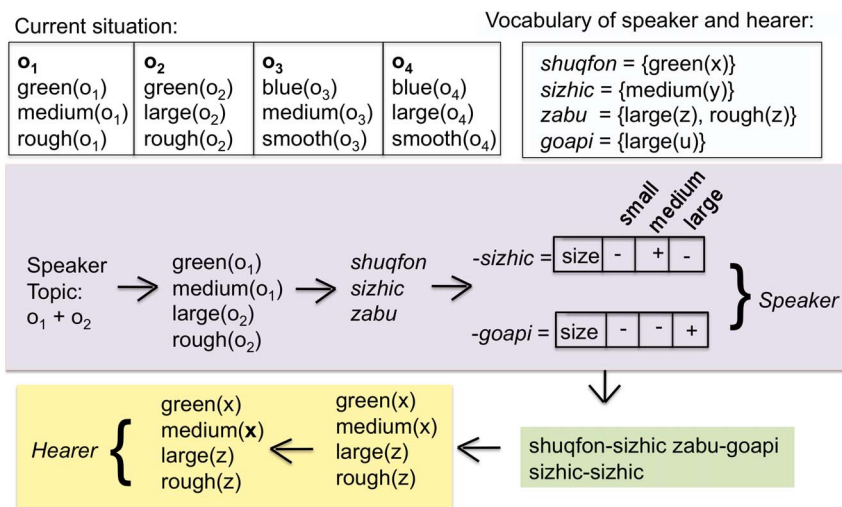 Current situation:
Vocabulary of speaker and hearer:
o₁
green(o₁)
medium(o₁)
rough(o₁)
o₂
green(o₂)
large(o₂)
rough(o₂)
o₃
blue(o₃)
medium(o₃)
smooth(o₃)
o₄
blue(o₄)
large(o₄)
smooth(o₄)
shuqfon = {green(x)}
sizhic = {medium(y)}
zabu = {large(z), rough(z)}
goapi = {large(u)}
Speaker
Topic:
o₁ + o₂
green(o₁)
medium(o₁)
large(o₂)
rough(o₂)
shuqfon
sizhic
zabu
small
medium
large
-sizhic = size - + -
-goapi = size - - +
Speaker
Hearer
green(x)
medium(x)
large(z)
rough(z)
green(x)
medium(x)
large(z)
rough(z)
shuqfon-sizhic zabu-goapi
sizhic-sizhic